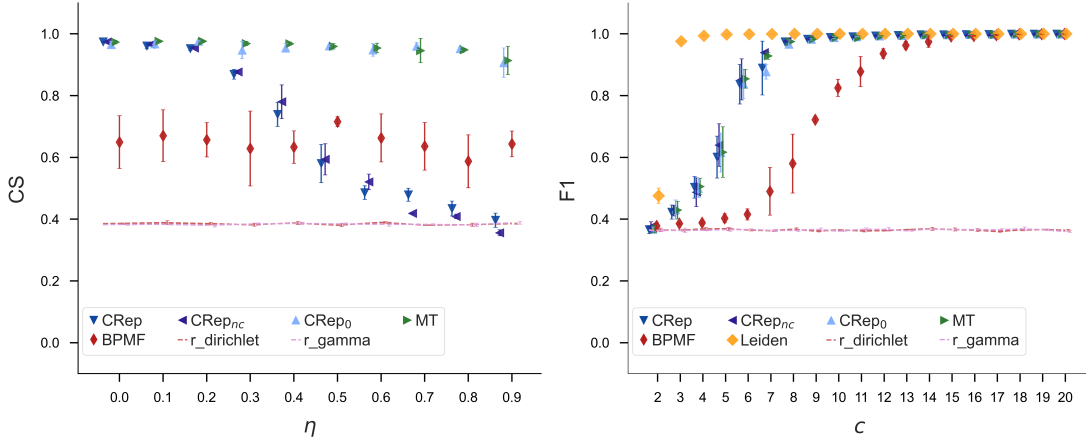 1.0
0.8
0.6
0.4
0.2
0.0
CS
CRep
CRep_nc
CRep_0
MT
BPMF
r_dirichlet
r_gamma
0.0 0.1 0.2 0.3 0.4 0.5 0.6 0.7 0.8 0.9
η
1.0
0.8
0.6
0.4
0.2
0.0
F1
CRep
CRep_nc
CRep_0
MT
BPMF
Leiden
r_dirichlet
r_gamma
2 3 4 5 6 7 8 9 10 11 12 13 14 15 16 17 18 19 20
c